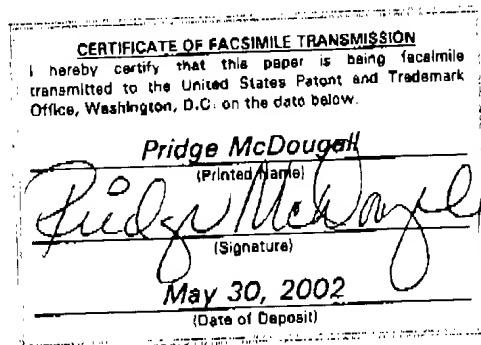 CERTIFICATE OF FACSIMILE TRANSMISSION
I hereby certify that this paper is being facsimile
transmitted to the United States Patent and Trademark
Office, Washington, D.C. on the date below.
Pridge McDougall
(Printed Name)
Pridge McDougall
(Signature)
May 30, 2002
(Date of Deposit)